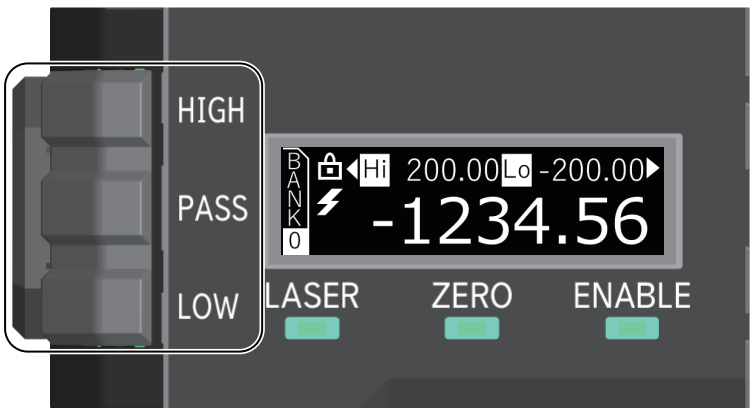 HIGH
PASS
LOW
BANK 0
Hi 200.00 Lo -200.00
-1234.56
LASER ZERO ENABLE